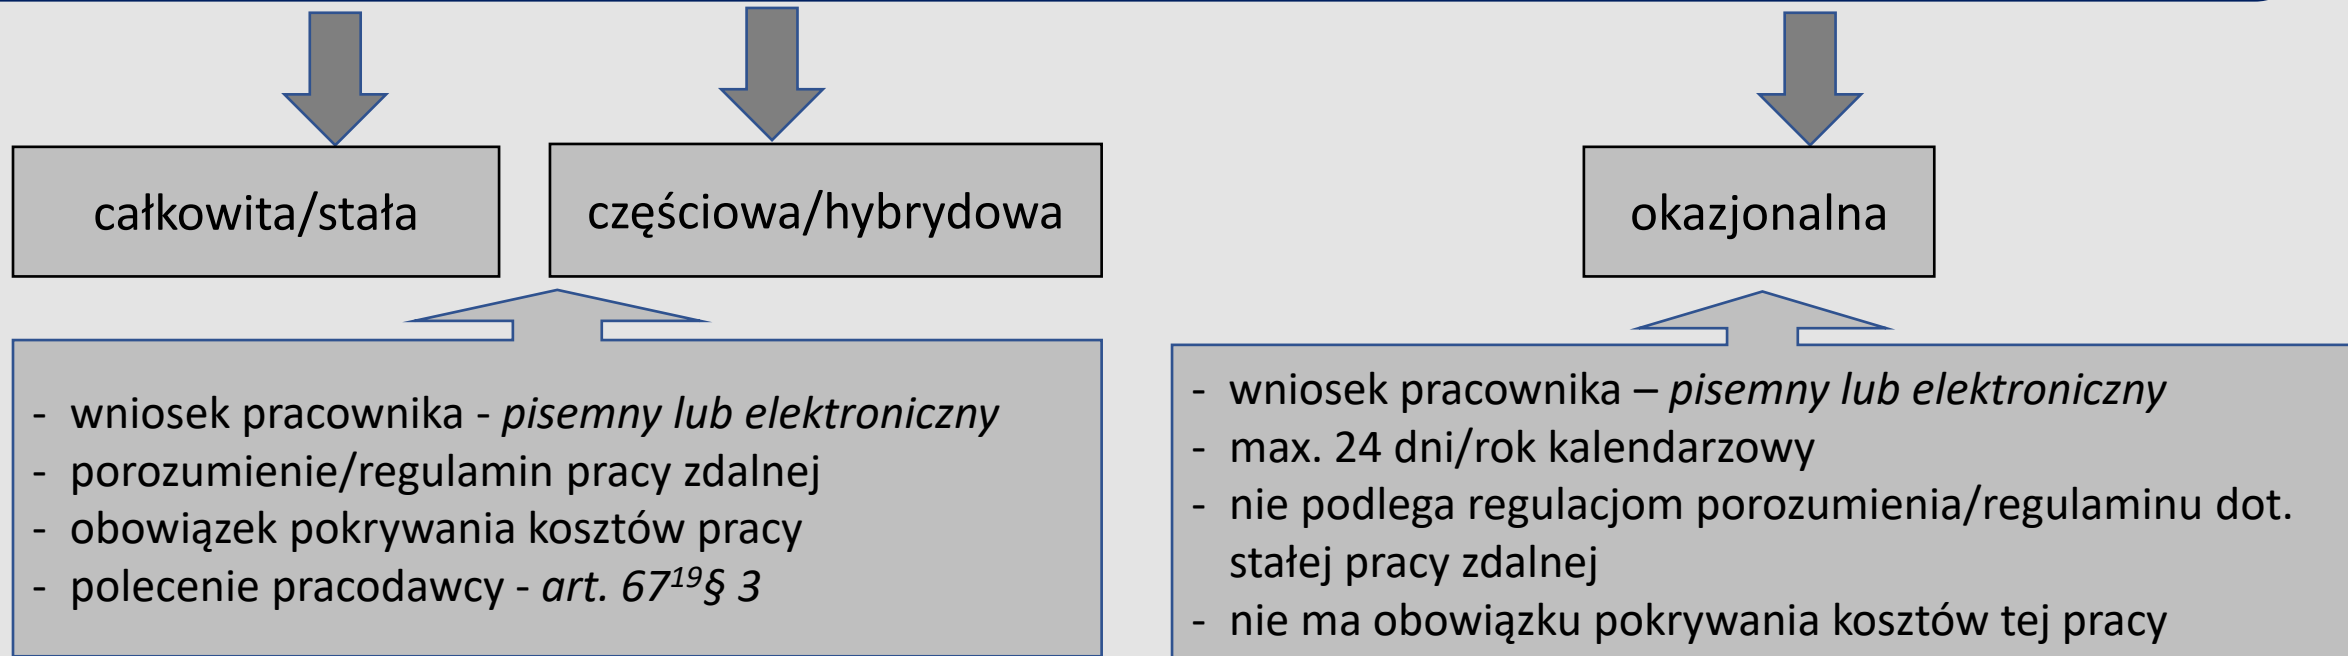 całkowita/stała
częściowa/hybrydowa
okazjonalna
- wniosek pracownika - pisemny lub elektroniczny
- porozumienie/regulamin pracy zdalnej
- obowiązek pokrywania kosztów pracy
- polecenie pracodawcy - art. 67¹⁹§ 3
- wniosek pracownika – pisemny lub elektroniczny
- max. 24 dni/rok kalendarzowy
- nie podlega regulacjom porozumienia/regulaminu dot.
stałej pracy zdalnej
- nie ma obowiązku pokrywania kosztów tej pracy